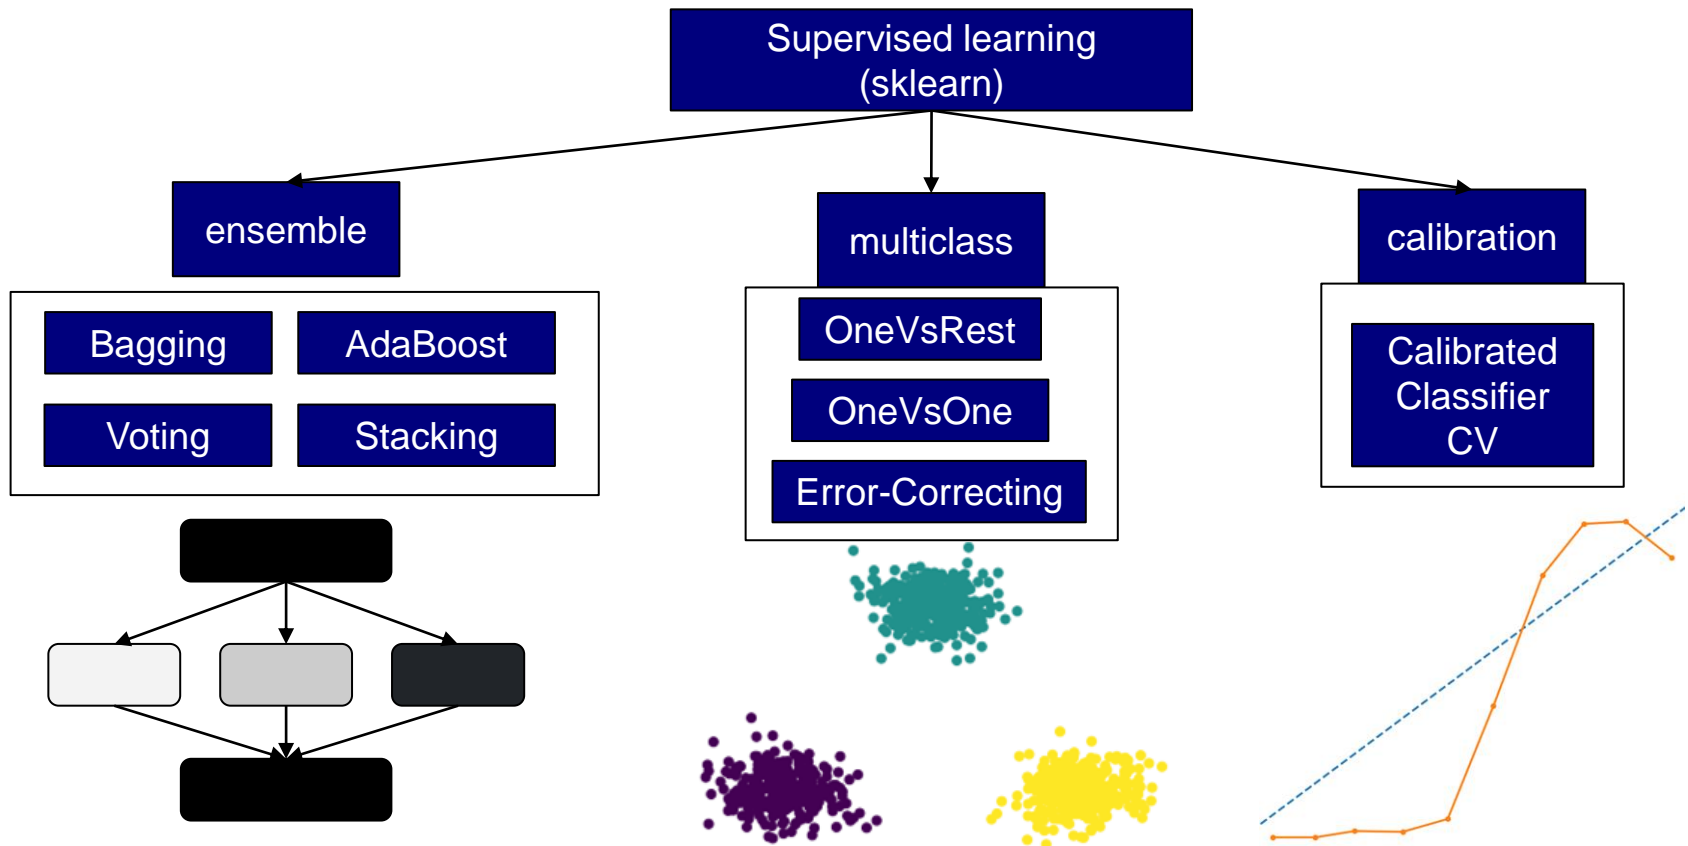 Supervised learning
(sklearn)
ensemble
multiclass
calibration
Bagging
AdaBoost
Voting
Stacking
OneVsRest
OneVsOne
Error-Correcting
Calibrated
Classifier
CV